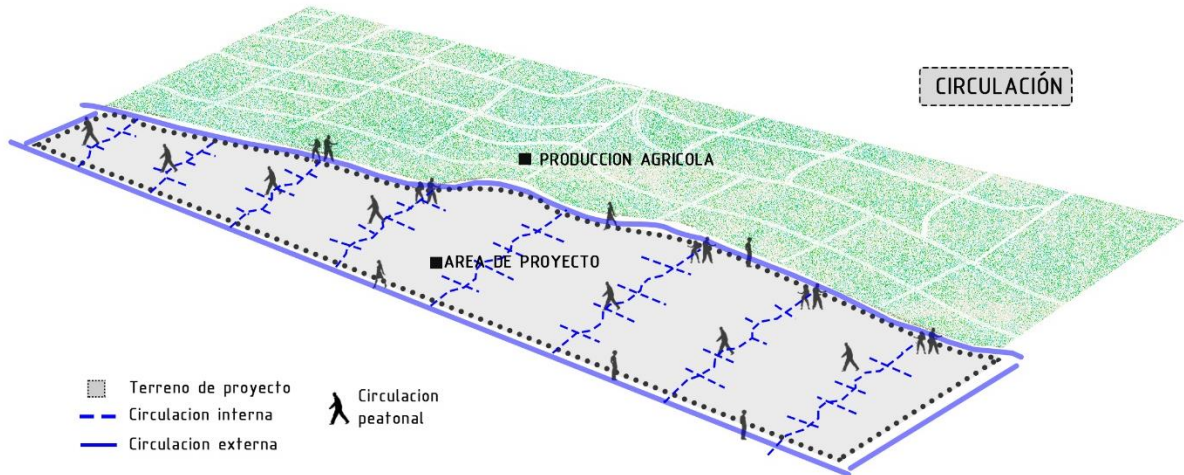 CIRCULACIÓN
PRODUCCION AGRICOLA
AREA DE PROYECTO
Terreno de proyecto
Circulacion interna
Circulacion externa
Circulacion
peatonal